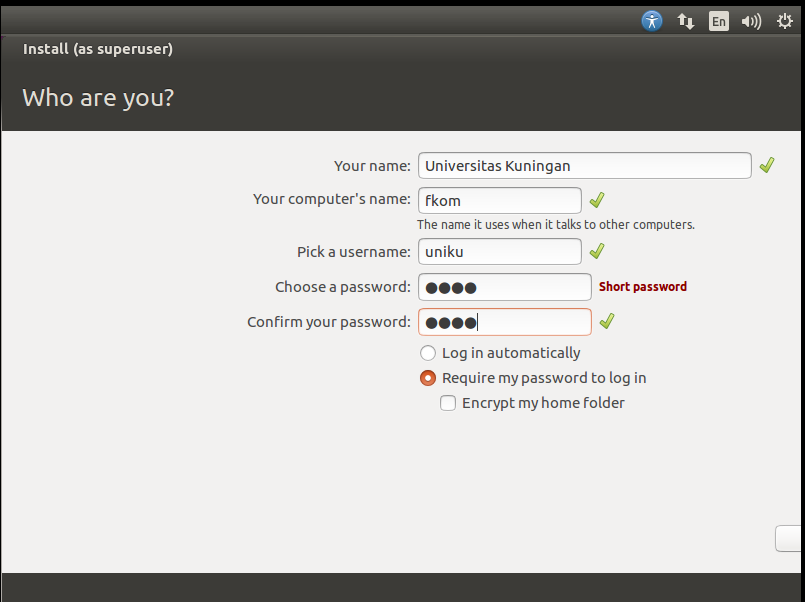 En
Install (as superuser)
Who are you?
Your name: Universitas Kuningan
Your computer's name: fkom
The name it uses when it talks to other computers.
Pick a username: uniku
Choose a password: ●●●● Short password
Confirm your password: ●●●●
Log in automatically
Require my password to log in
Encrypt my home folder